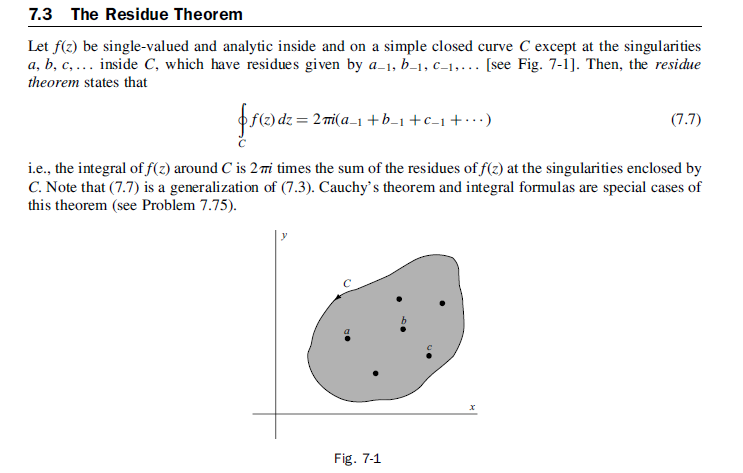 7.3 The Residue Theorem
Let f(z) be single-valued and analytic inside and on a simple closed curve C except at the singularities
a, b, c, ... inside C, which have residues given by a₋₁, b₋₁, c₋₁, ... [see Fig. 7-1]. Then, the residue
theorem states that
∮_C f(z) dz = 2πi(a₋₁ + b₋₁ + c₋₁ + ⋯) (7.7)
i.e., the integral of f(z) around C is 2πi times the sum of the residues of f(z) at the singularities enclosed by
C. Note that (7.7) is a generalization of (7.3). Cauchy's theorem and integral formulas are special cases of
this theorem (see Problem 7.75).
y
C
b
a
c
x
Fig. 7-1